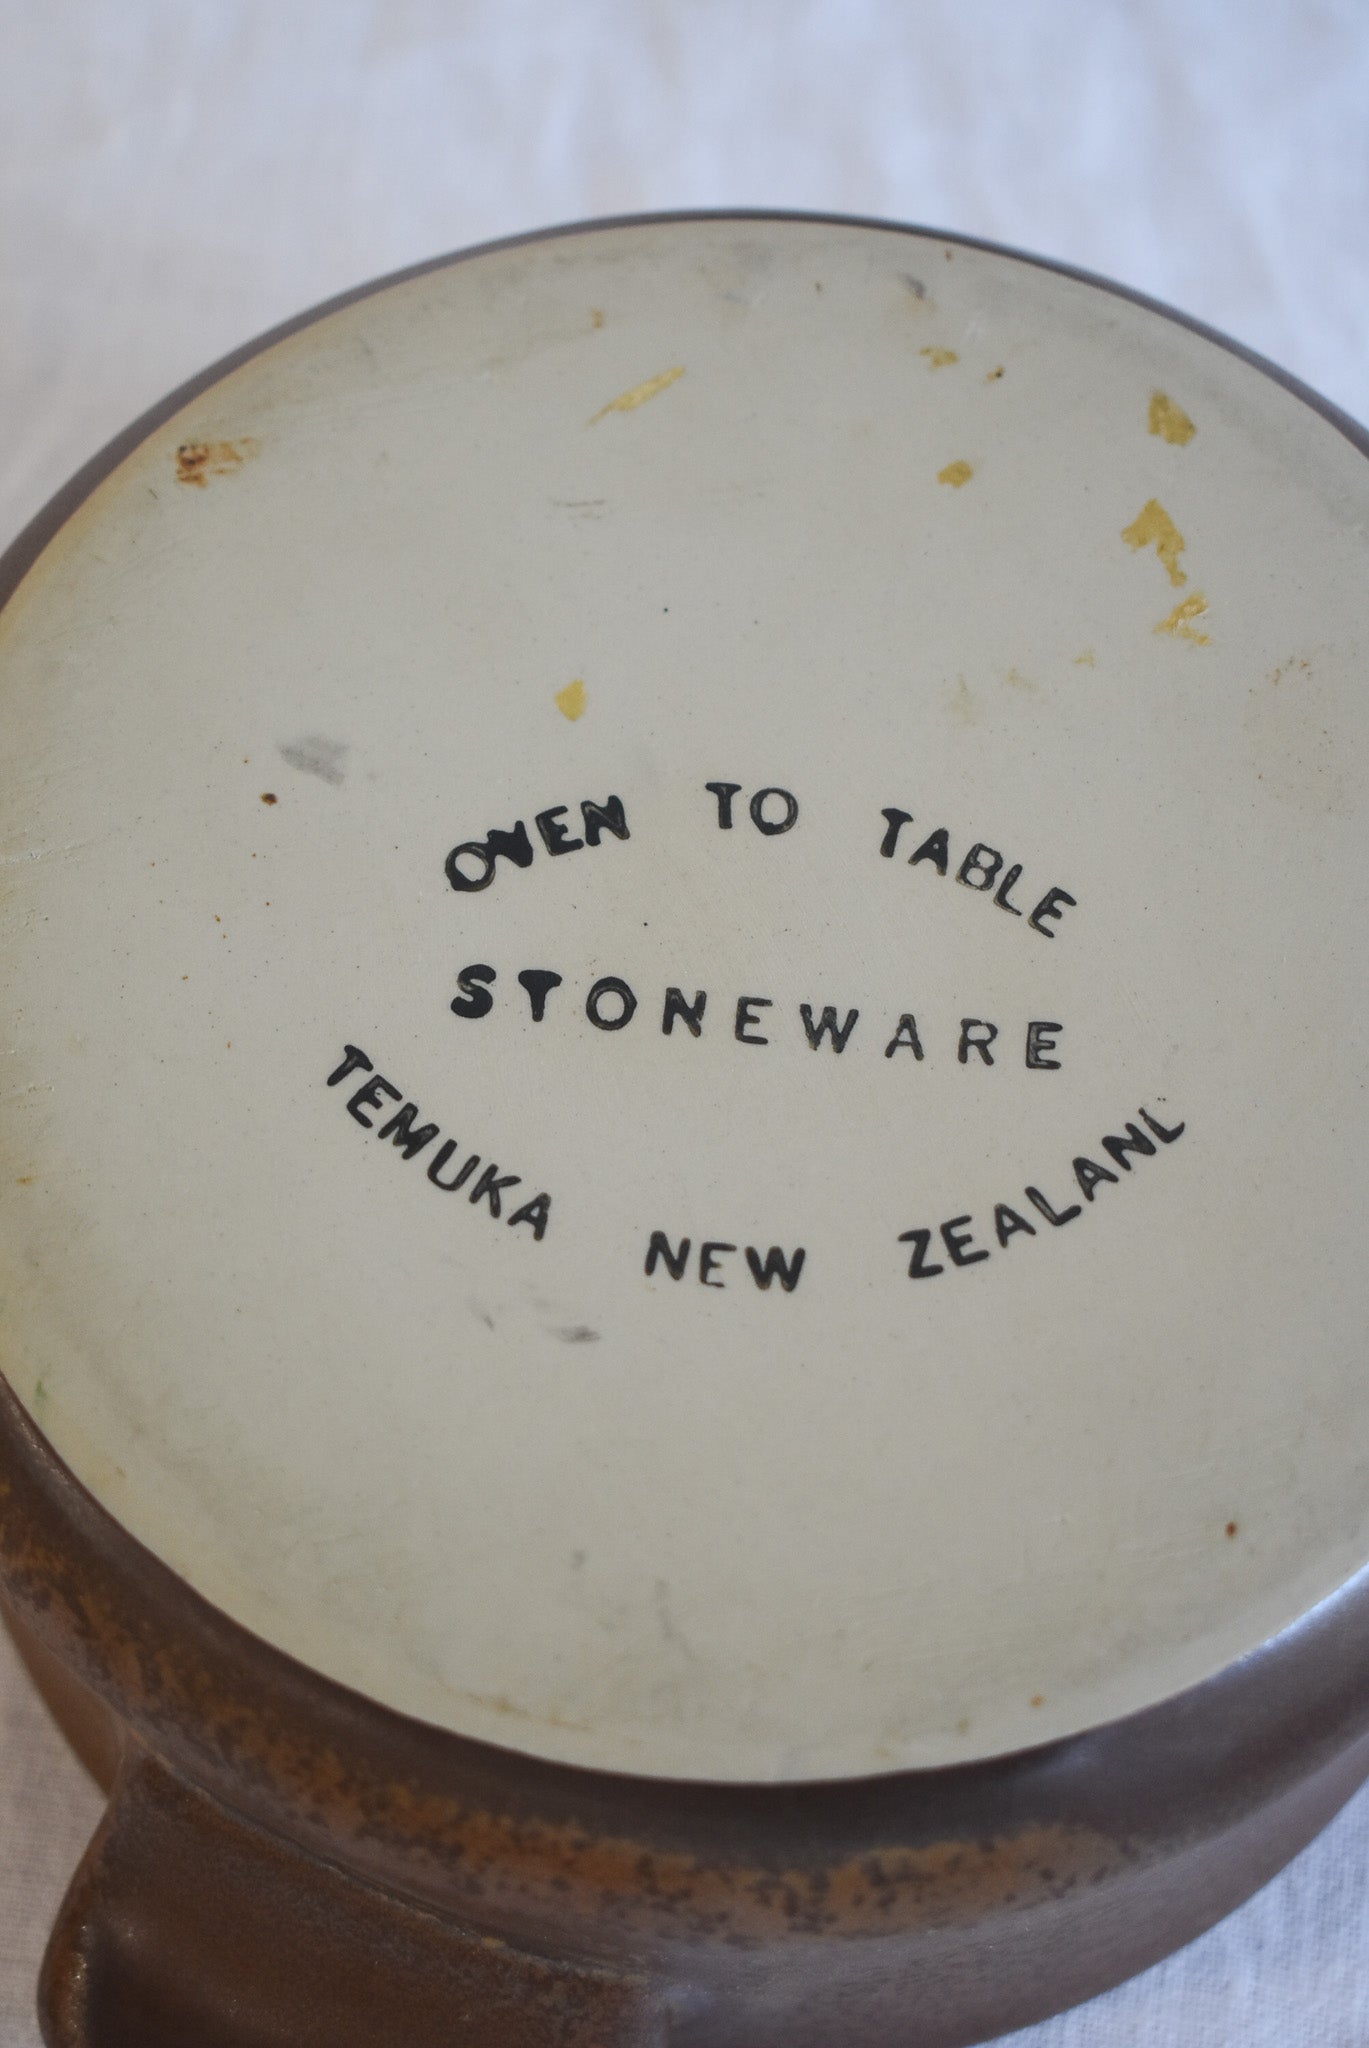 OVEN TO TABLE
STONEWARE
TEMUKA NEW ZEALAND